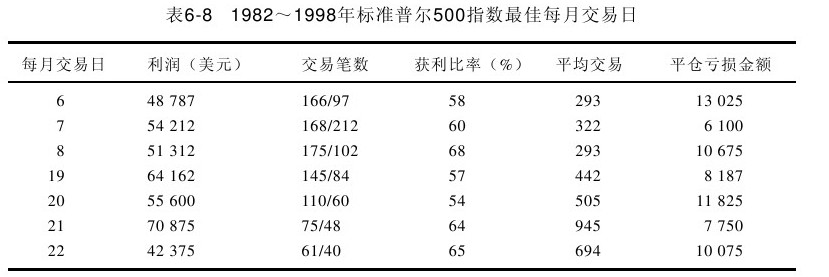 表6-8 1982～1998年标准普尔500指数最佳每月交易日
每月交易日 利润（美元） 交易笔数 获利比率（%） 平均交易 平仓亏损金额
6 48 787 166/97 58 293 13 025
7 54 212 168/212 60 322 6 100
8 51 312 175/102 68 293 10 675
19 64 162 145/84 57 442 8 187
20 55 600 110/60 54 505 11 825
21 70 875 75/48 64 945 7 750
22 42 375 61/40 65 694 10 075